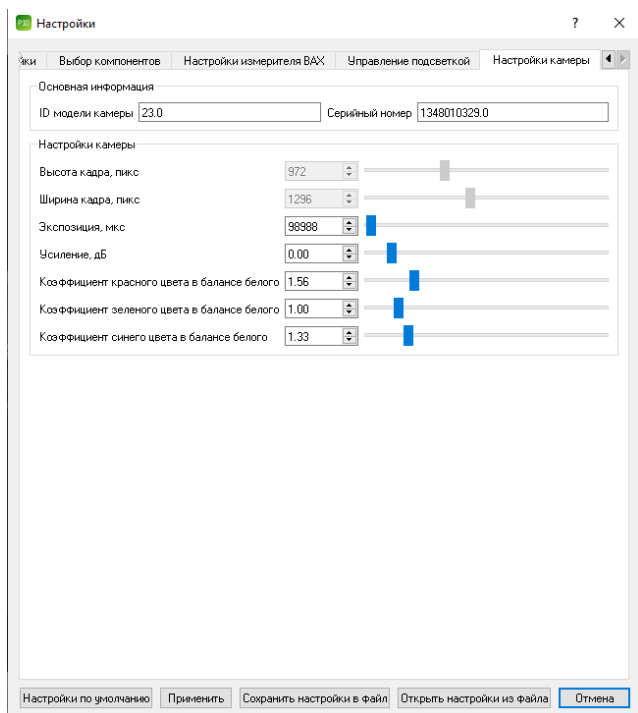 P10 Настройки ? ×
йки Выбор компонентов Настройки измерителя ВАХ Управление подсветкой Настройки камеры
Основная информация
ID модели камеры 23.0 Серийный номер 1348010329.0
Настройки камеры
Высота кадра, пикс 972
Ширина кадра, пикс 1296
Экспозиция, мкс 98988
Усиление, дБ 0.00
Коэффициент красного цвета в балансе белого 1.56
Коэффициент зеленого цвета в балансе белого 1.00
Коэффициент синего цвета в балансе белого 1.33
Настройки по умолчанию Применить Сохранить настройки в файл Открыть настройки из файла Отмена